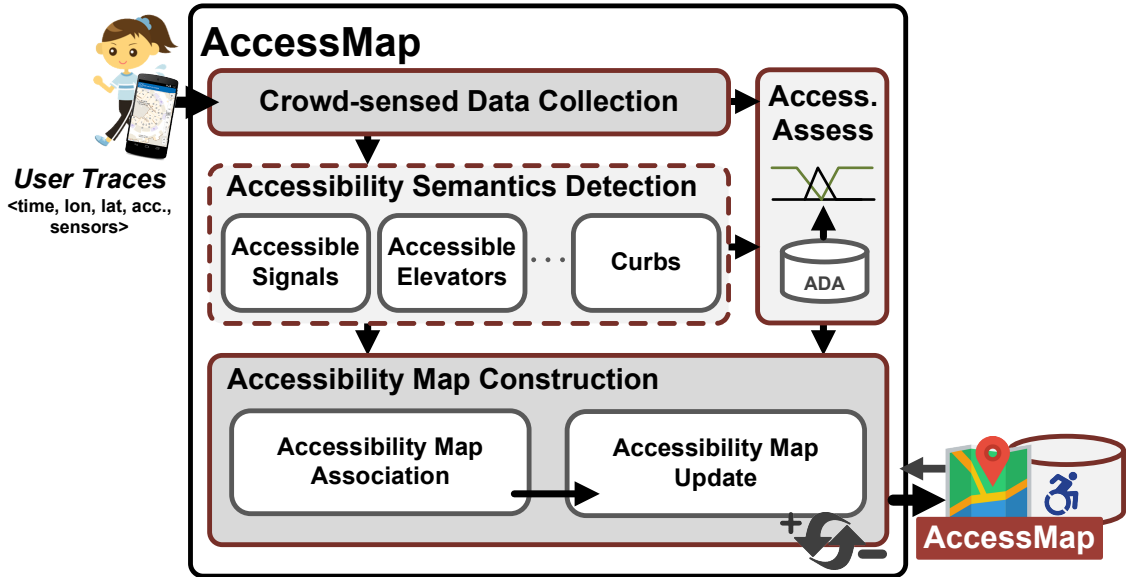 AccessMap
Crowd-sensed Data Collection
Access.
Assess
User Traces
<time, lon, lat, acc.,
sensors>
Accessibility Semantics Detection
Accessible
Signals
Accessible
Elevators
...
Curbs
ADA
Accessibility Map Construction
Accessibility Map
Association
Accessibility Map
Update
+
−
AccessMap